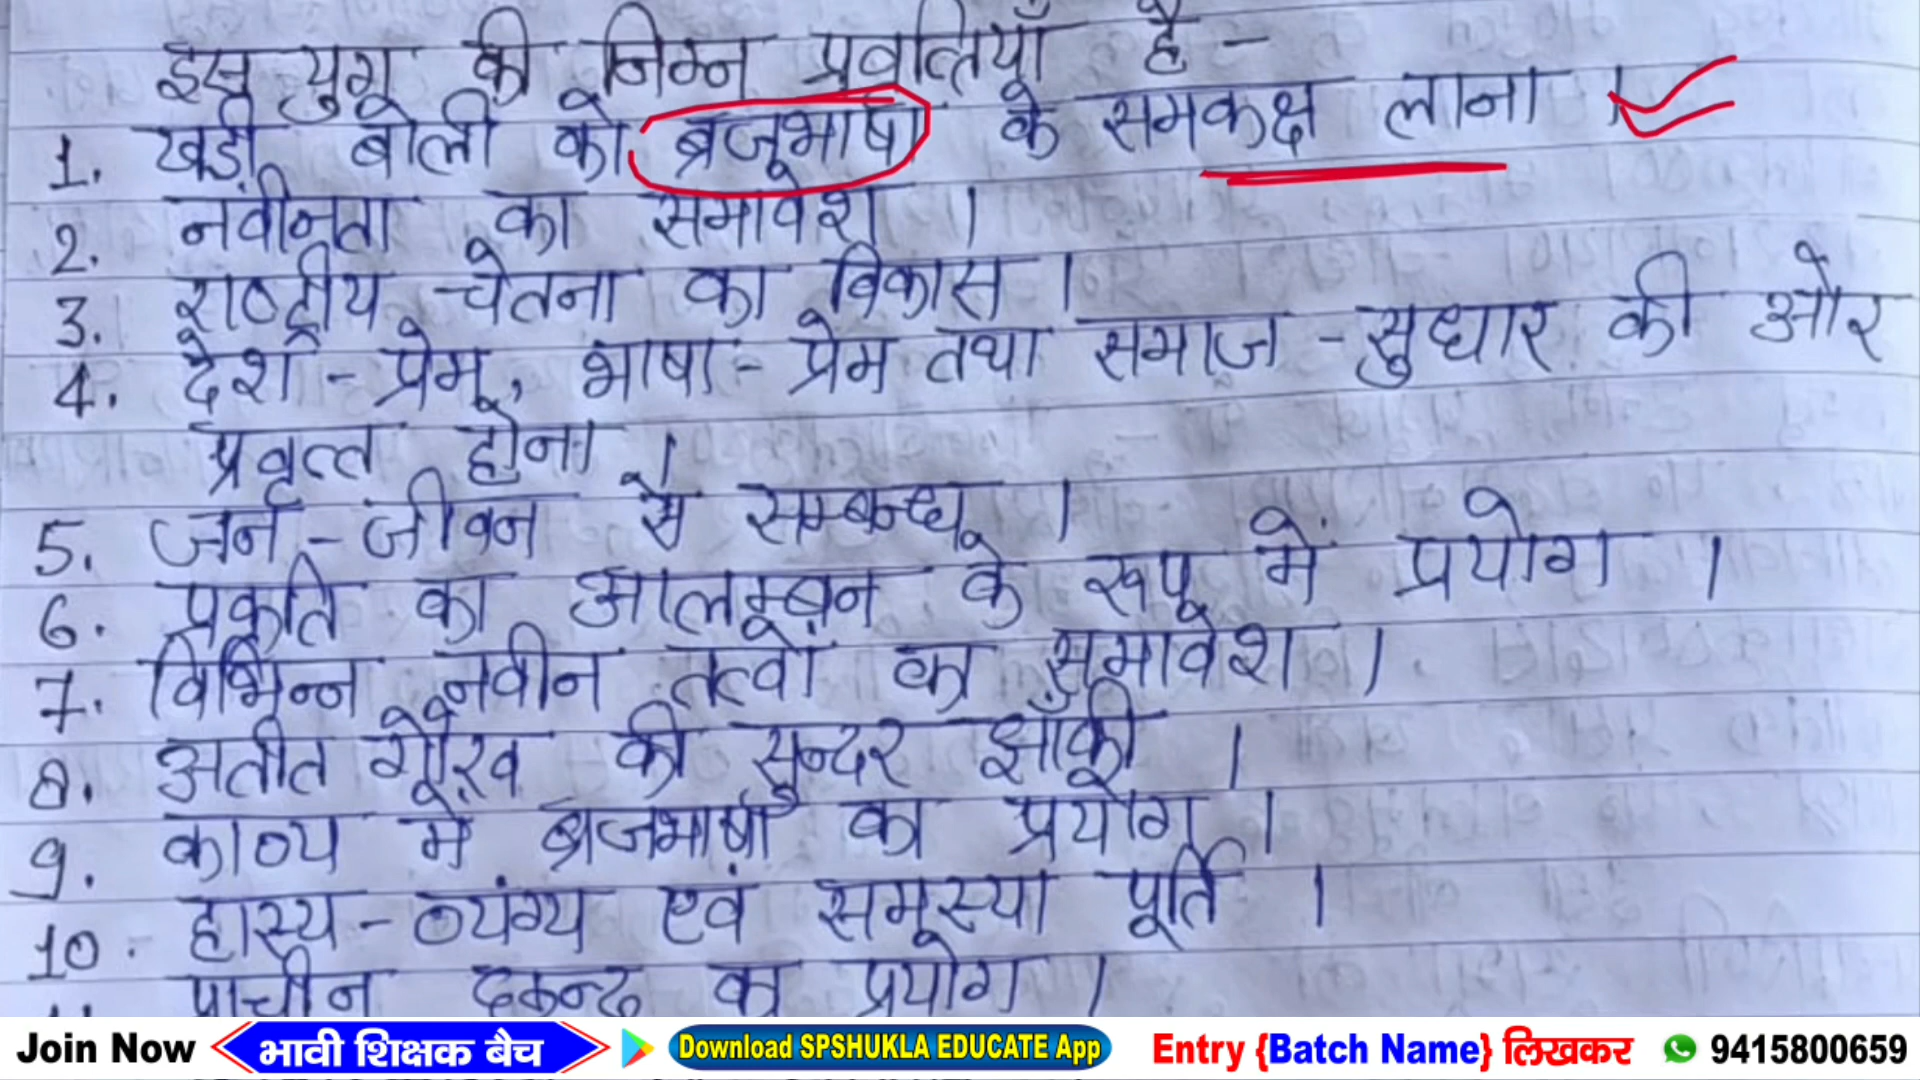 इस युग की निम्न प्रवृत्तियाँ है -
1. खड़ी बोली को ब्रजभाषा के समकक्ष लाना ।
2. नवीनता का समावेश ।
3. राष्ट्रीय चेतना का विकास ।
4. देश - प्रेम, भाषा - प्रेम तथा समाज - सुधार की ओर
प्रवृत्त होना ।
5. जन - जीवन से सम्बन्ध ।
6. प्रकृति का आलम्बन के रूप में प्रयोग ।
7. विभिन्न नवीन तत्वों का समावेश ।
8. अतीत गौरव की सुन्दर झाँकी ।
9. काव्य में ब्रजभाषा का प्रयोग ।
10. हास्य - व्यंग्य एवं समस्या पूर्ति ।
प्राचीन का प्रयोग ।
Join Now भावी शिक्षक बैच Download SPSHUKLA EDUCATE App Entry {Batch Name} लिखकर 9415800659